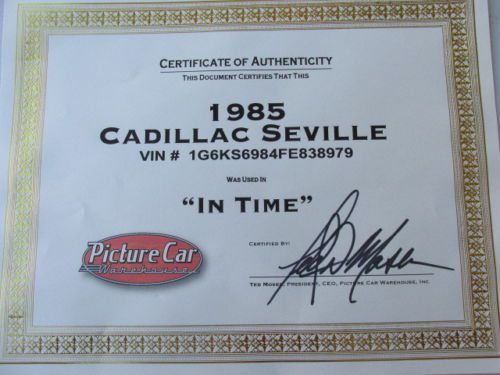 CERTIFICATE OF AUTHENTICITY
THIS DOCUMENT CERTIFIES THAT THIS
1985
CADILLAC SEVILLE
VIN # 1G6KS6984FE838979
WAS USED IN
"IN TIME"
Picture Car
Warehouse
CERTIFIED BY:
TED MOSER, PRESIDENT, CEO, PICTURE CAR WAREHOUSE, INC.